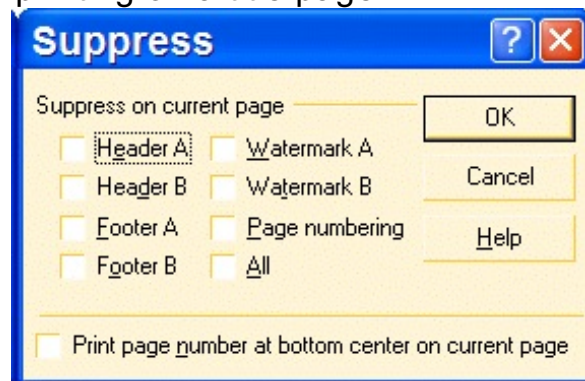 Suppress
Suppress on current page
Header A Watermark A OK
Header B Watermark B Cancel
Footer A Page numbering Help
Footer B All
Print page number at bottom center on current page